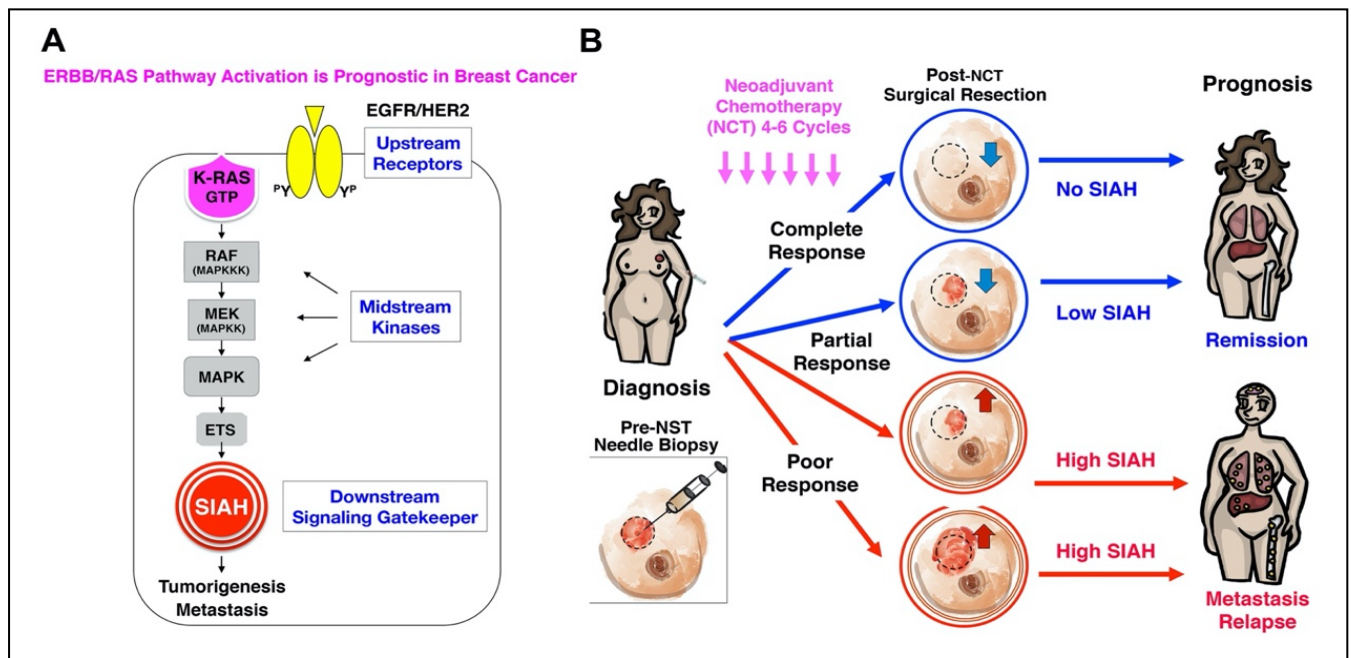 A
ERBB/RAS Pathway Activation is Prognostic in Breast Cancer
EGFR/HER2
Upstream
Receptors
K-RAS
GTP
PY
YP
RAF
(MAPKKK)
MEK
(MAPKK)
Midstream
Kinases
MAPK
ETS
SIAH
Downstream
Signaling Gatekeeper
Tumorigenesis
Metastasis
B
Neoadjuvant
Chemotherapy
(NCT) 4-6 Cycles
Post-NCT
Surgical Resection
Prognosis
Diagnosis
Pre-NST
Needle Biopsy
Complete
Response
Partial
Response
Poor
Response
No SIAH
Low SIAH
Remission
High SIAH
High SIAH
Metastasis
Relapse